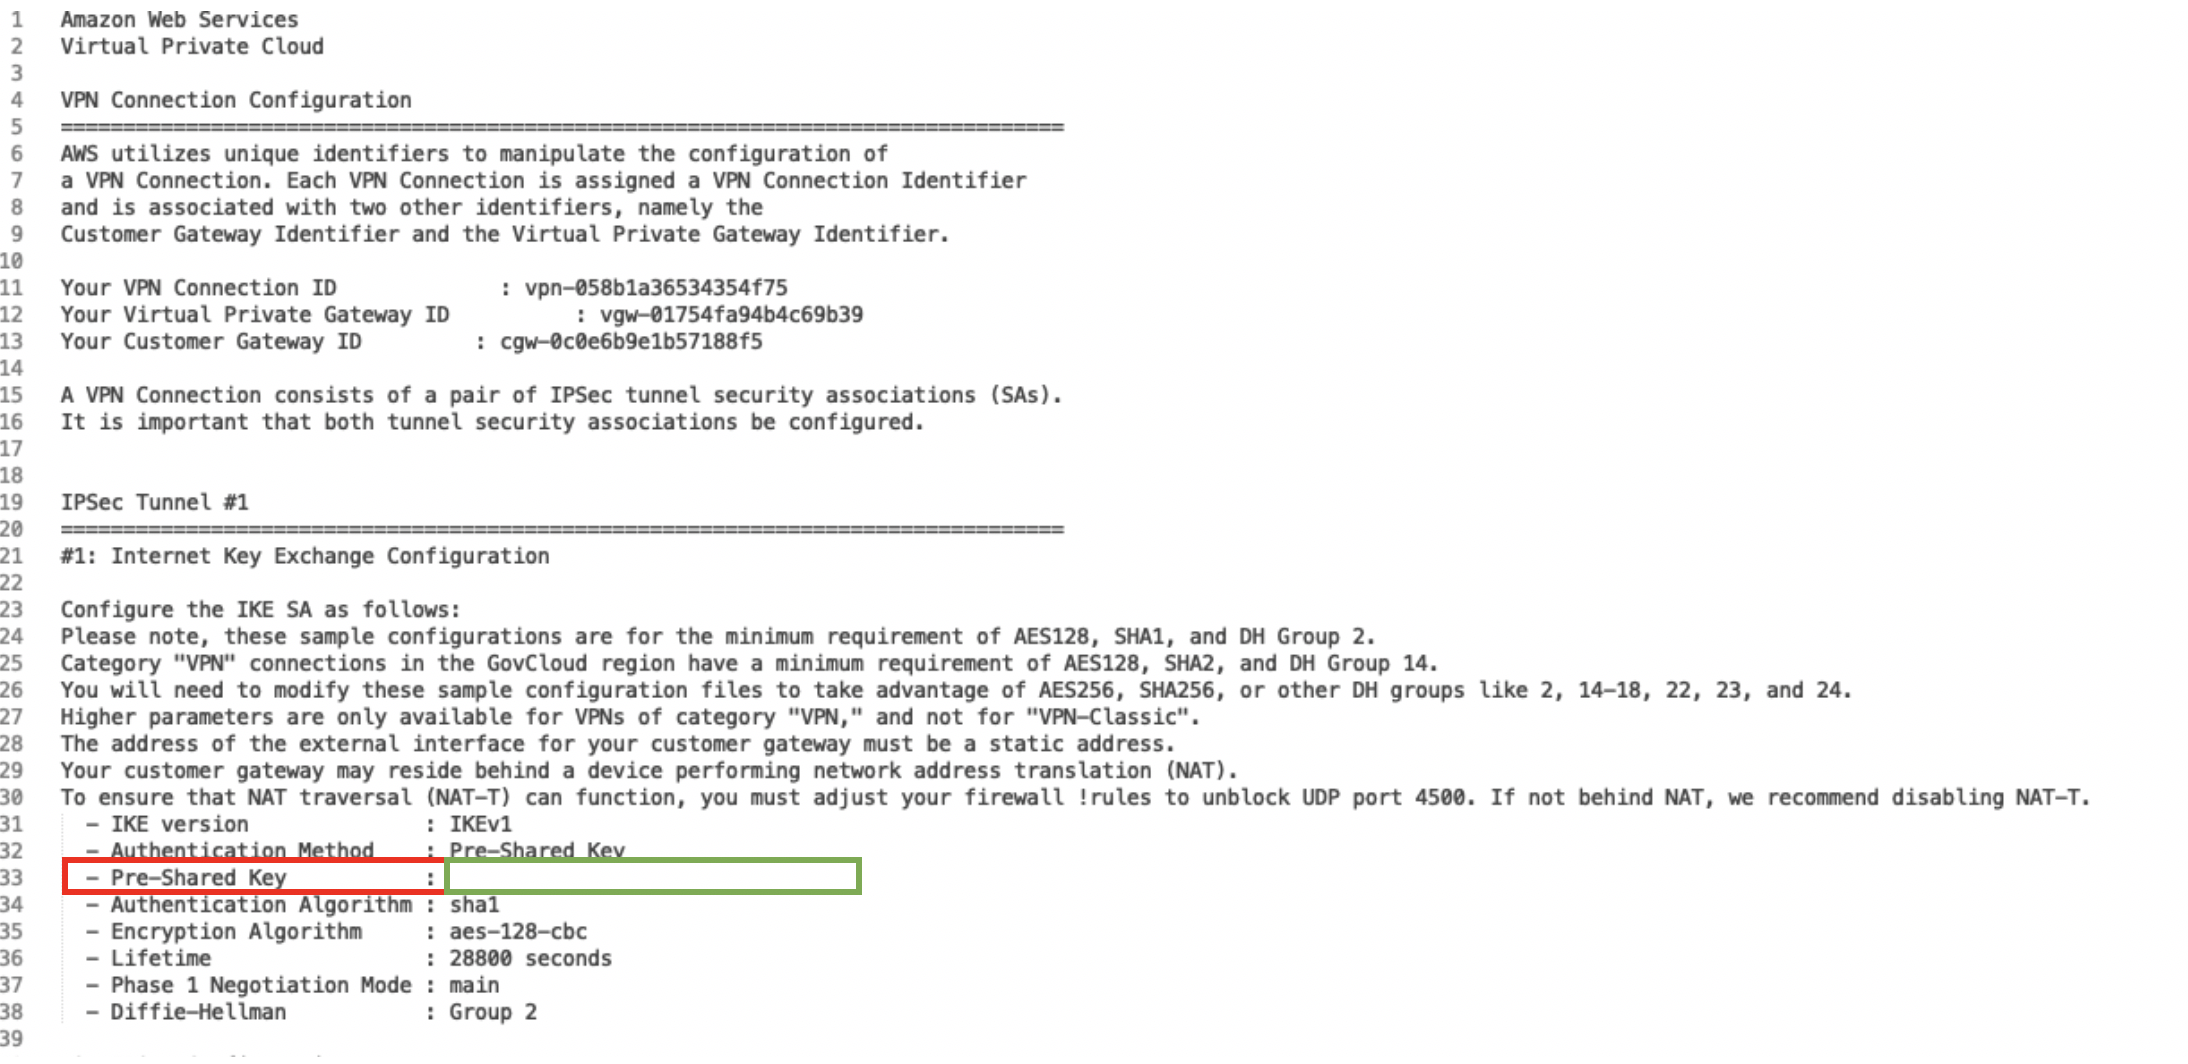 1 Amazon Web Services
2 Virtual Private Cloud
3
4 VPN Connection Configuration
5 ================================================================================
6 AWS utilizes unique identifiers to manipulate the configuration of
7 a VPN Connection. Each VPN Connection is assigned a VPN Connection Identifier
8 and is associated with two other identifiers, namely the
9 Customer Gateway Identifier and the Virtual Private Gateway Identifier.
10
11 Your VPN Connection ID : vpn-058b1a36534354f75
12 Your Virtual Private Gateway ID : vgw-01754fa94b4c69b39
13 Your Customer Gateway ID : cgw-0c0e6b9e1b57188f5
14
15 A VPN Connection consists of a pair of IPSec tunnel security associations (SAs).
16 It is important that both tunnel security associations be configured.
17
18
19 IPSec Tunnel #1
20 ================================================================================
21 #1: Internet Key Exchange Configuration
22
23 Configure the IKE SA as follows:
24 Please note, these sample configurations are for the minimum requirement of AES128, SHA1, and DH Group 2.
25 Category "VPN" connections in the GovCloud region have a minimum requirement of AES128, SHA2, and DH Group 14.
26 You will need to modify these sample configuration files to take advantage of AES256, SHA256, or other DH groups like 2, 14-18, 22, 23, and 24.
27 Higher parameters are only available for VPNs of category "VPN," and not for "VPN-Classic".
28 The address of the external interface for your customer gateway must be a static address.
29 Your customer gateway may reside behind a device performing network address translation (NAT).
30 To ensure that NAT traversal (NAT-T) can function, you must adjust your firewall !rules to unblock UDP port 4500. If not behind NAT, we recommend disabling NAT-T.
31 - IKE version : IKEv1
32 - Authentication Method : Pre-Shared Key
33 - Pre-Shared Key :
34 - Authentication Algorithm : sha1
35 - Encryption Algorithm : aes-128-cbc
36 - Lifetime : 28800 seconds
37 - Phase 1 Negotiation Mode : main
38 - Diffie-Hellman : Group 2
39